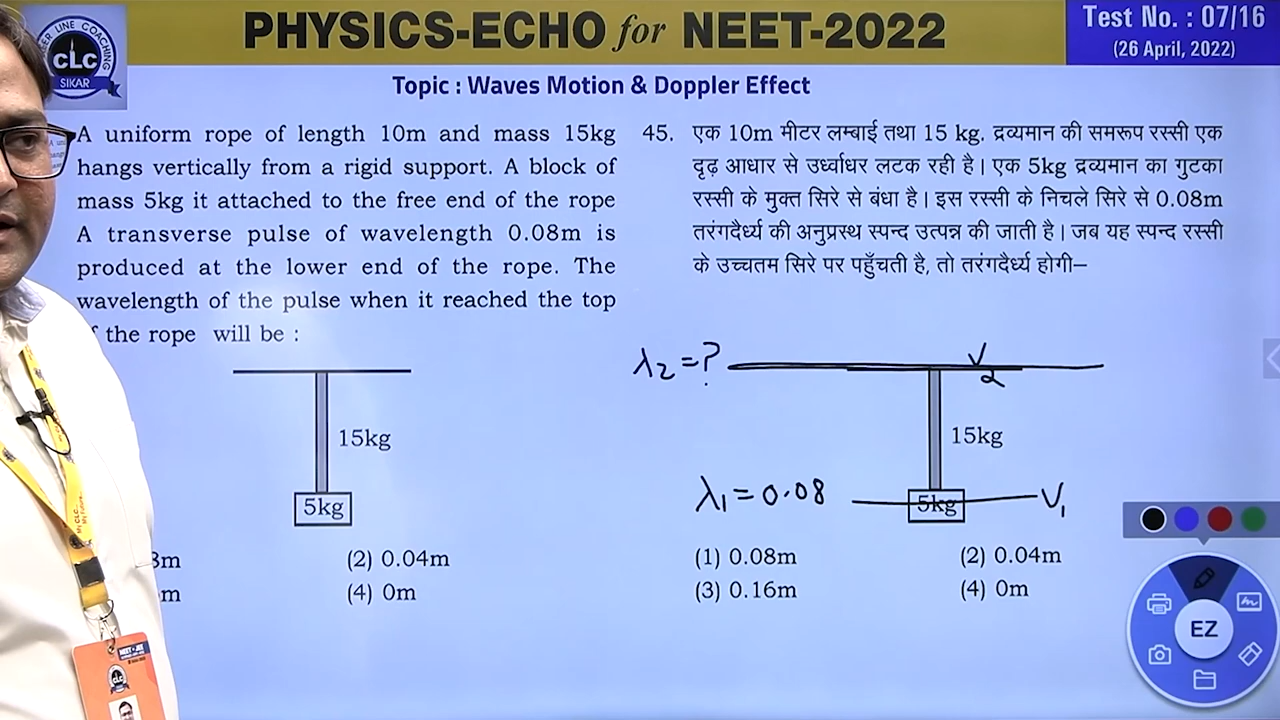 PHYSICS-ECHO for NEET-2022
Test No. : 07/16
(26 April, 2022)
CLC
SIKAR
LINE COACHING
Topic : Waves Motion & Doppler Effect
A uniform rope of length 10m and mass 15kg
hangs vertically from a rigid support. A block of
mass 5kg it attached to the free end of the rope
A transverse pulse of wavelength 0.08m is
produced at the lower end of the rope. The
wavelength of the pulse when it reached the top
the rope will be :
15kg
5kg
(2) 0.04m
(4) 0m
45. एक 10m मीटर लम्बाई तथा 15 kg. द्रव्यमान की समरूप रस्सी एक
दृढ़ आधार से उर्ध्वाधर लटक रही है। एक 5kg द्रव्यमान का गुटका
रस्सी के मुक्त सिरे से बंधा है। इस रस्सी के निचले सिरे से 0.08m
तरंगदैर्ध्य की अनुप्रस्थ स्पन्द उत्पन्न की जाती है। जब यह स्पन्द रस्सी
के उच्चतम सिरे पर पहुँचती है, तो तरंगदैर्ध्य होगी–
λ₂ = ?
V₂
15kg
λ₁ = 0.08
5kg
V₁
(1) 0.08m (2) 0.04m
(3) 0.16m (4) 0m
EZ